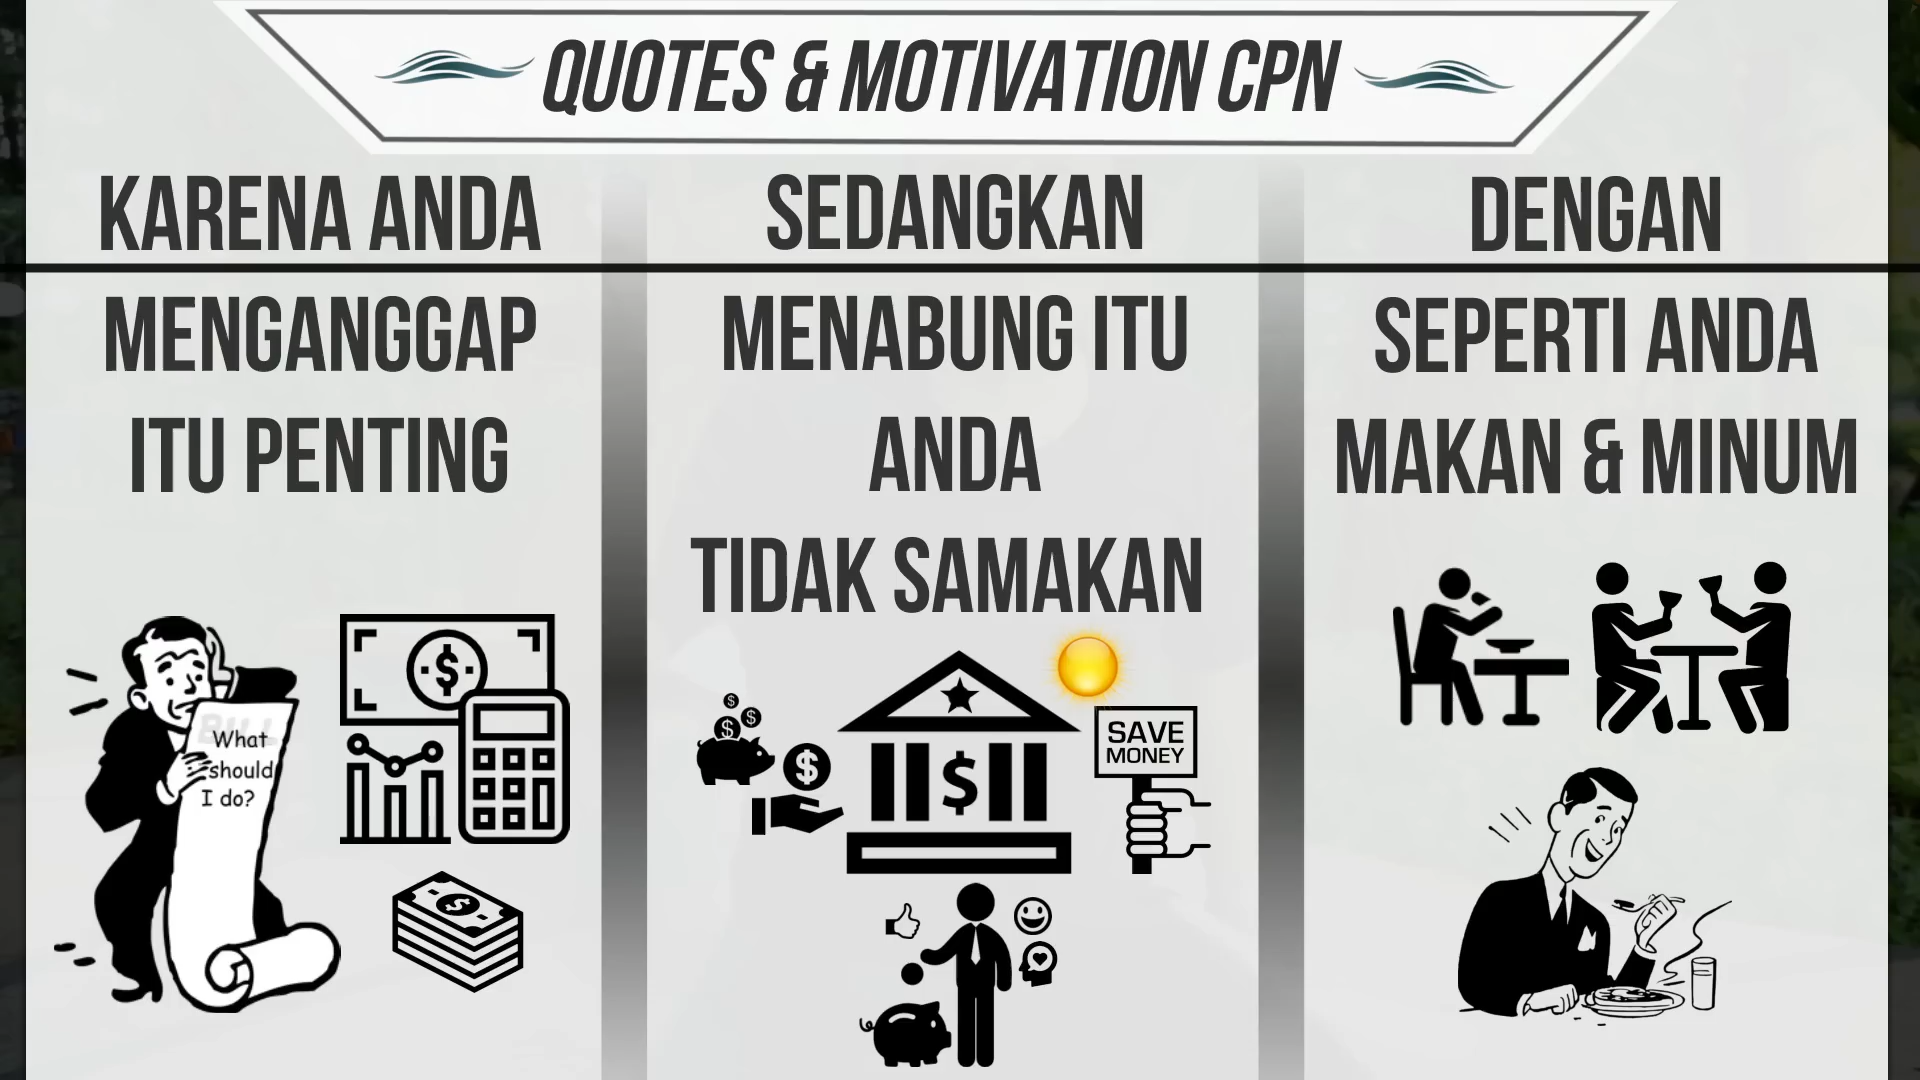 QUOTES & MOTIVATION CPN
KARENA ANDA
MENGANGGAP
ITU PENTING
BILL
What
should
I do?
SEDANGKAN
MENABUNG ITU
ANDA
TIDAK SAMAKAN
SAVE
MONEY
DENGAN
SEPERTI ANDA
MAKAN & MINUM